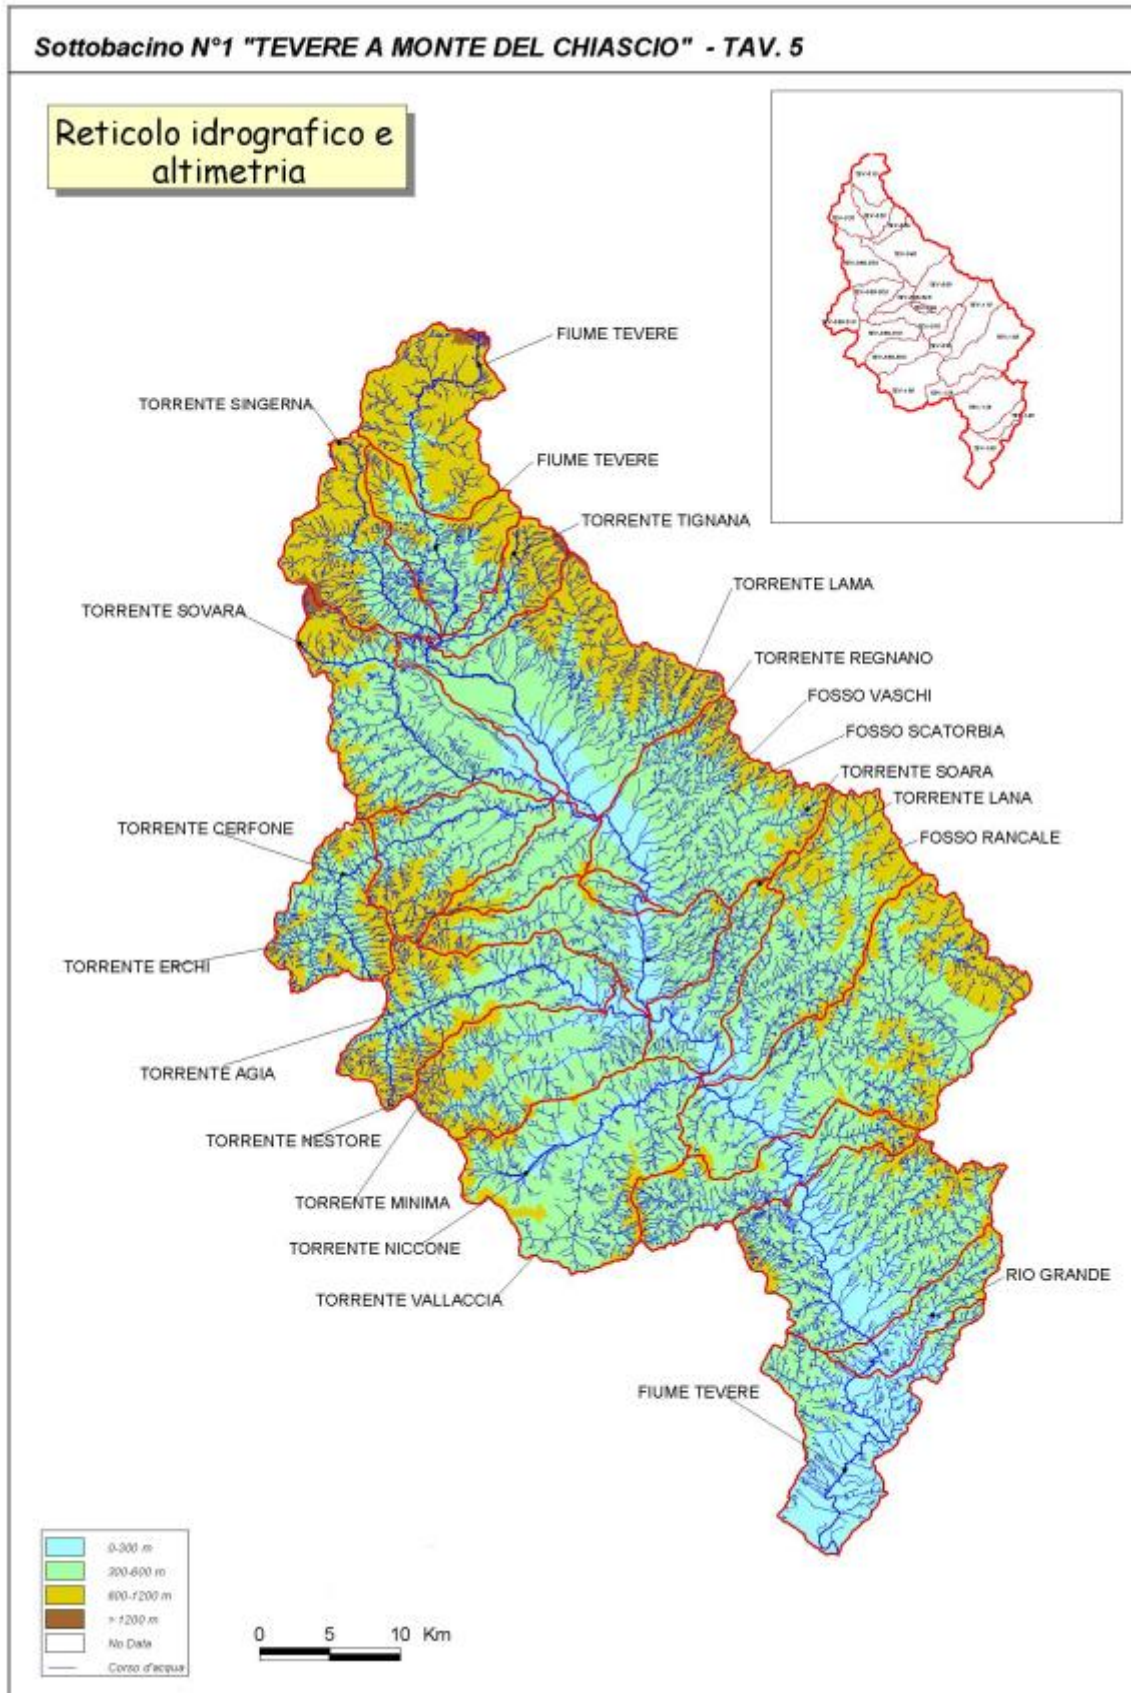 Sottobacino N°1 "TEVERE A MONTE DEL CHIASCIO" - TAV. 5
Reticolo idrografico e
altimetria
FIUME TEVERE
TORRENTE SINGERNA
FIUME TEVERE
TORRENTE TIGNANA
TORRENTE LAMA
TORRENTE SOVARA
TORRENTE REGNANO
FOSSO VASCHI
FOSSO SCATORBIA
TORRENTE SOARA
TORRENTE LANA
TORRENTE CERFONE
FOSSO RANCALE
TORRENTE ERCHI
TORRENTE AGIA
TORRENTE NESTORE
TORRENTE MINIMA
TORRENTE NICCONE
TORRENTE VALLACCIA
RIO GRANDE
FIUME TEVERE
0-300 m
300-600 m
600-1200 m
> 1200 m
No Data
Corso d'acqua
0 5 10 Km